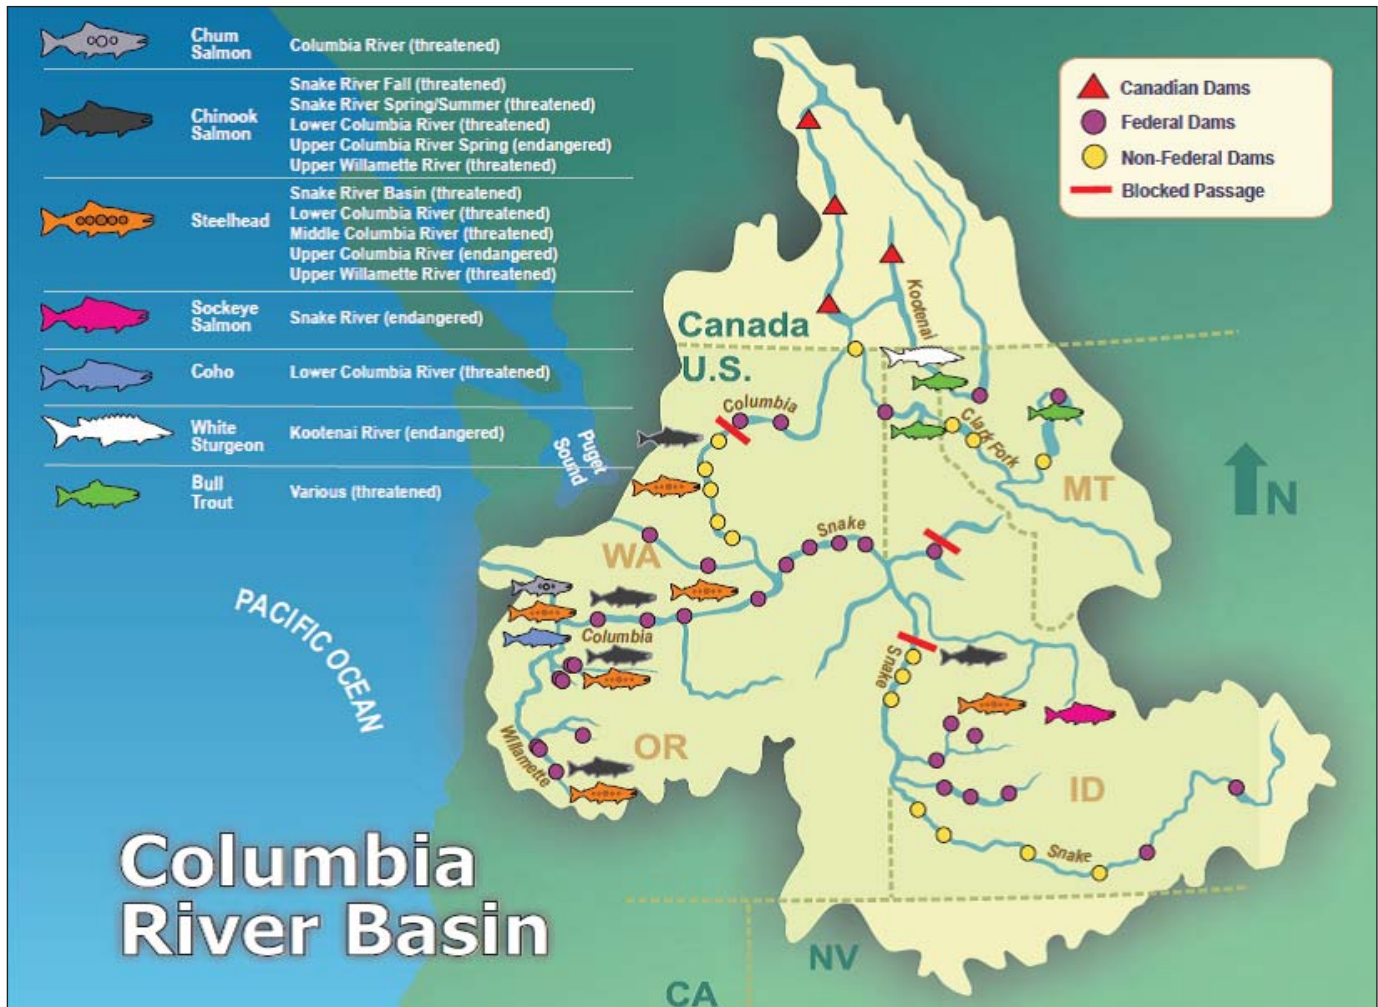 Chum
Salmon
Columbia River (threatened)
Chinook
Salmon
Snake River Fall (threatened)
Snake River Spring/Summer (threatened)
Lower Columbia River (threatened)
Upper Columbia River Spring (endangered)
Upper Willamette River (threatened)
Steelhead
Snake River Basin (threatened)
Lower Columbia River (threatened)
Middle Columbia River (threatened)
Upper Columbia River (endangered)
Upper Willamette River (threatened)
Sockeye
Salmon
Snake River (endangered)
Coho
Lower Columbia River (threatened)
White
Sturgeon
Kootenai River (endangered)
Bull
Trout
Various (threatened)
Canadian Dams
Federal Dams
Non-Federal Dams
Blocked Passage
Canada
U.S.
Kootenai
Columbia
Clark Fork
Puget
Sound
MT
N
Snake
WA
PACIFIC OCEAN
Columbia
Snake
Willamette
OR
ID
Snake
Columbia
River Basin
NV
CA